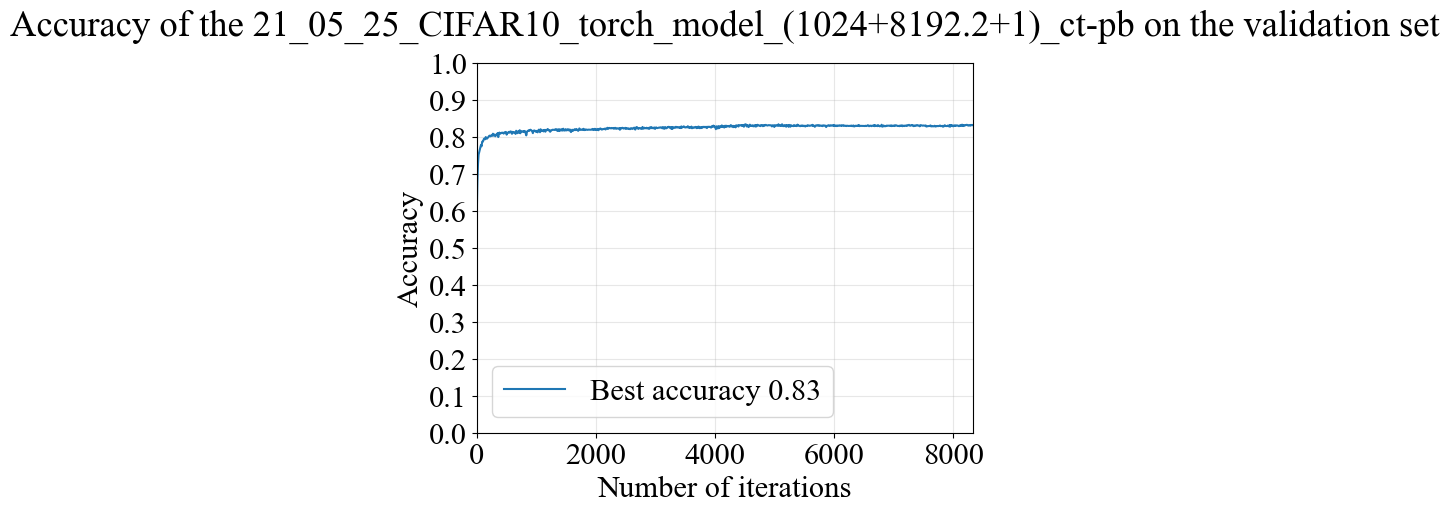 Accuracy of the 21_05_25_CIFAR10_torch_model_(1024+8192.2+1)_ct-pb on the validation set
1.0
0.9
0.8
0.7
0.6
0.5
0.4
0.3
0.2
0.1
0.0
Accuracy
Best accuracy 0.83
0 2000 4000 6000 8000
Number of iterations